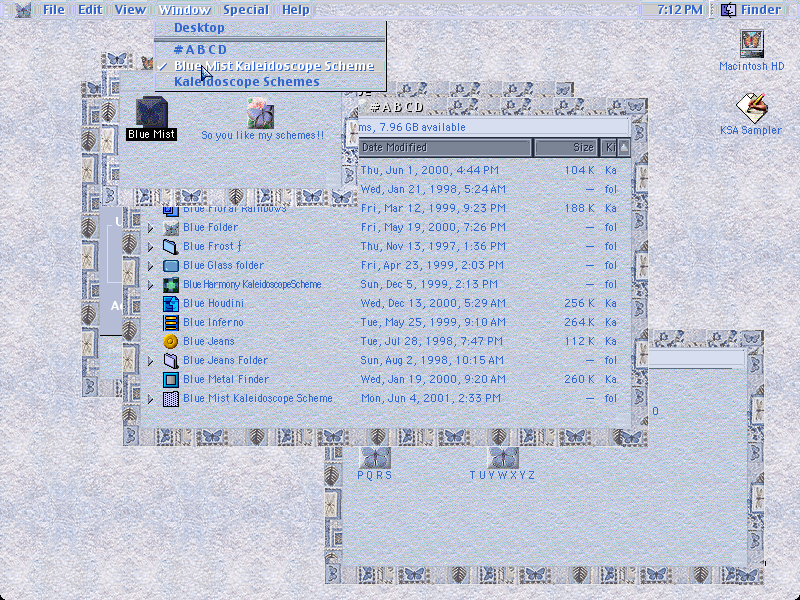 File Edit View Window Special Help 7:12 PM Finder
Desktop
#ABCD
✓ Blue Mist Kaleidoscope Scheme
Kaleidoscope Schemes
Macintosh HD
KSA Sampler
Blue Mist
So you like my schemes!!
#ABCD
ms, 7.96 GB available
Date Modified Size Ki
Thu, Jun 1, 2000, 4:44 PM 104 K Ka
Wed, Jan 21, 1998, 5:24 AM — fol
Blue Floral Rainbows Fri, Mar 12, 1999, 9:23 PM 188 K Ka
Blue Folder Fri, May 19, 2000, 7:26 PM — fol
Blue Frost ƒ Thu, Nov 13, 1997, 1:36 PM — fol
Blue Glass folder Fri, Apr 23, 1999, 2:03 PM — fol
Blue Harmony KaleidoscopeScheme Sun, Dec 5, 1999, 2:13 PM — fol
Blue Houdini Wed, Dec 13, 2000, 5:29 AM 256 K Ka
Blue Inferno Tue, May 25, 1999, 9:10 AM 264 K Ka
Blue Jeans Tue, Jul 28, 1998, 7:47 PM 112 K Ka
Blue Jeans Folder Sun, Aug 2, 1998, 10:15 AM — fol
Blue Metal Finder Wed, Jan 19, 2000, 9:20 AM 260 K Ka
Blue Mist Kaleidoscope Scheme Mon, Jun 4, 2001, 2:33 PM — fol
PQRS
TUVWXYZ